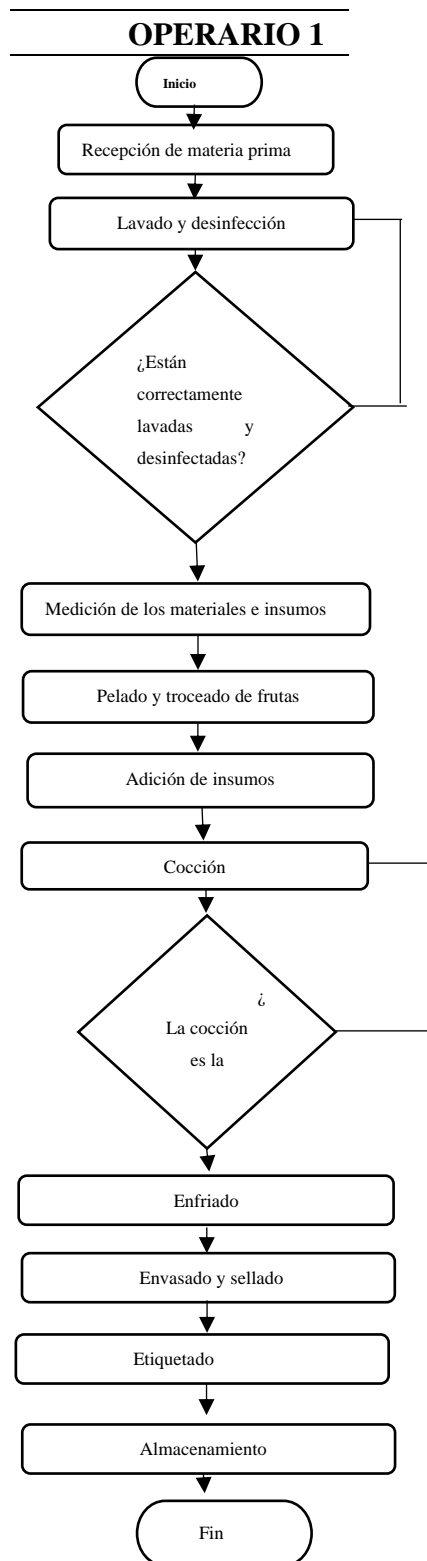 OPERARIO 1
Inicio
Recepción de materia prima
Lavado y desinfección
¿Están
correctamente
lavadas y
desinfectadas?
Medición de los materiales e insumos
Pelado y troceado de frutas
Adición de insumos
Cocción
¿
La cocción
es la
Enfriado
Envasado y sellado
Etiquetado
Almacenamiento
Fin